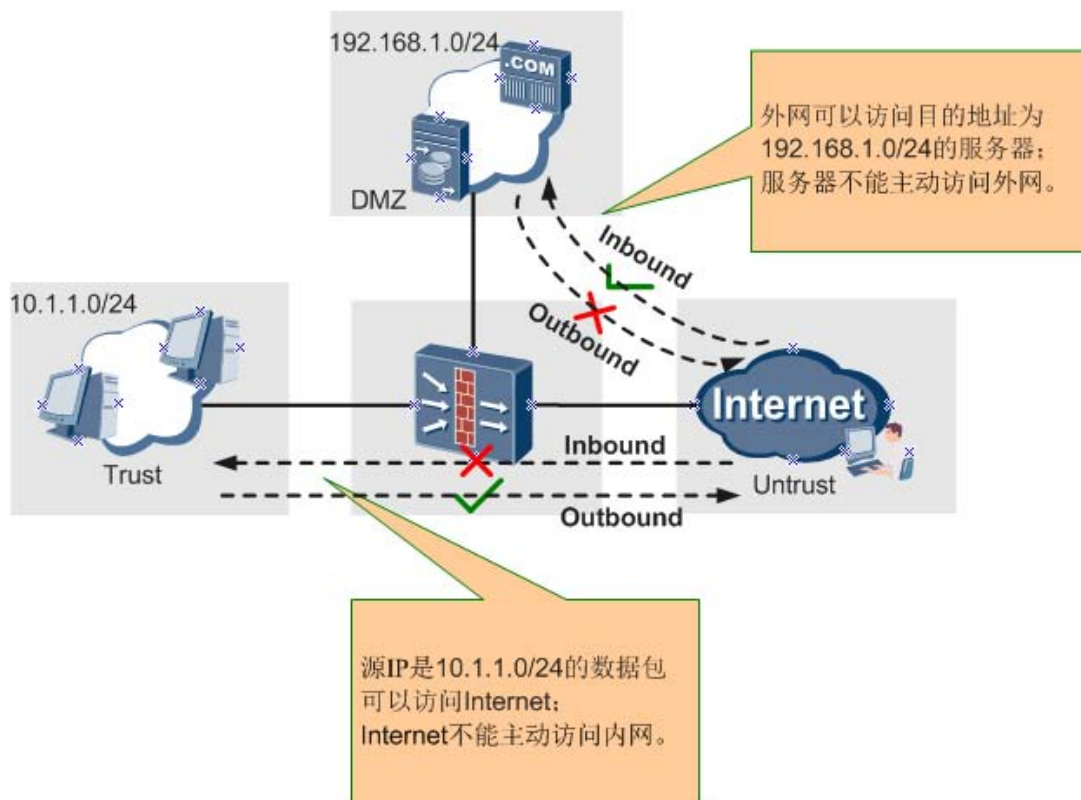 192.168.1.0/24
.COM
DMZ
外网可以访问目的地址为
192.168.1.0/24的服务器；
服务器不能主动访问外网。
Inbound
Outbound
10.1.1.0/24
Trust
Internet
Untrust
Inbound
Outbound
源IP是10.1.1.0/24的数据包
可以访问Internet；
Internet不能主动访问内网。